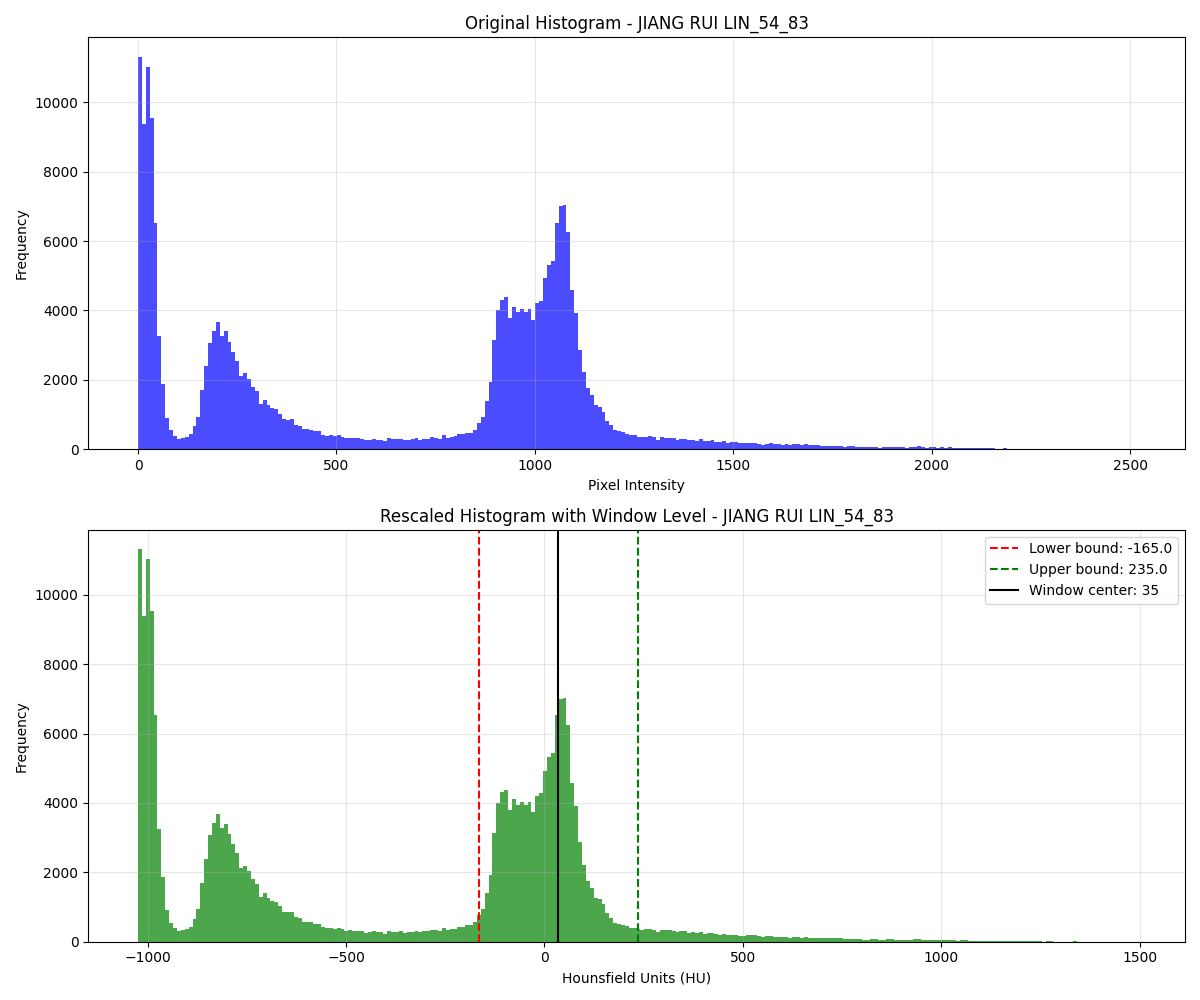 Original Histogram - JIANG RUI LIN_54_83
Frequency
10000
8000
6000
4000
2000
0
0 500 1000 1500 2000 2500
Pixel Intensity
Rescaled Histogram with Window Level - JIANG RUI LIN_54_83
Lower bound: -165.0
Upper bound: 235.0
Window center: 35
Frequency
10000
8000
6000
4000
2000
0
−1000 −500 0 500 1000 1500
Hounsfield Units (HU)